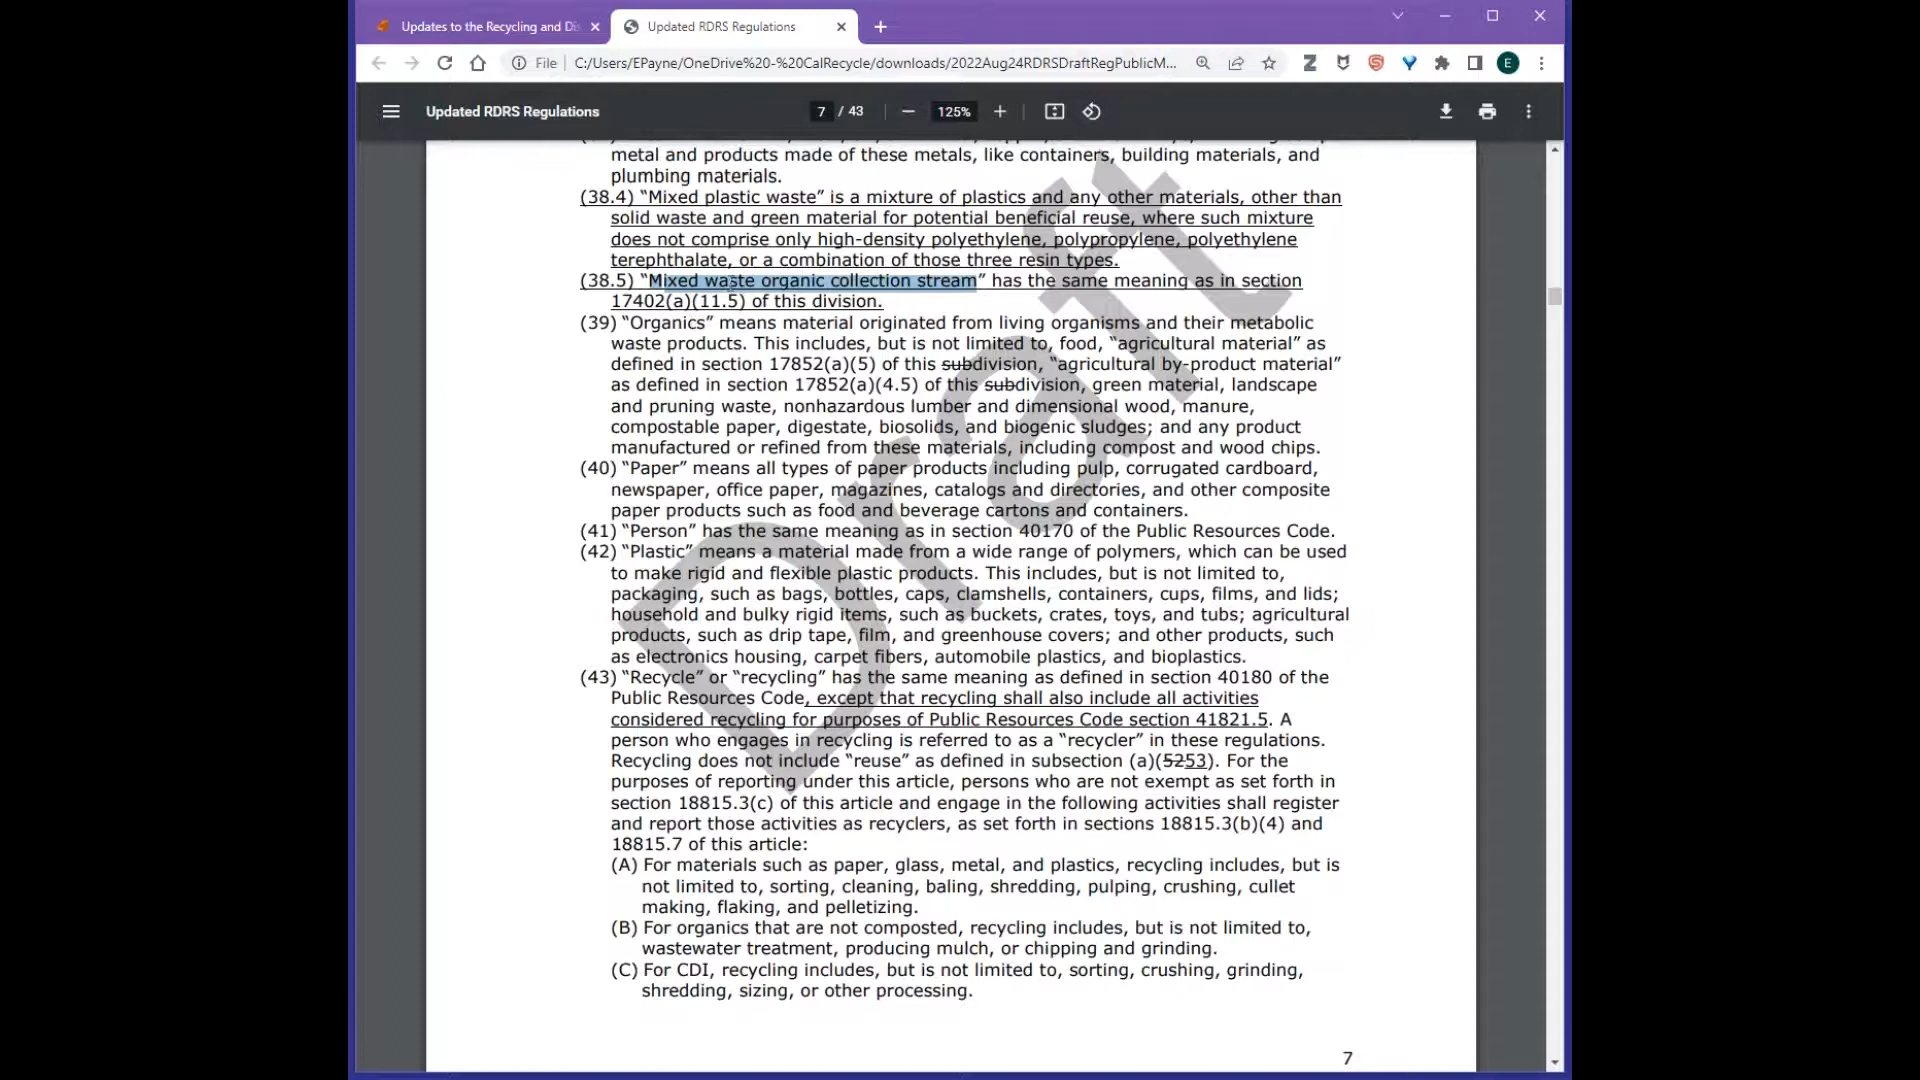 Updates to the Recycling and Dis
Updated RDRS Regulations
File
C:/Users/EPayne/OneDrive%20-%20CalRecycle/downloads/2022Aug24RDRSDraftRegPublicM...
E
Updated RDRS Regulations
7 / 43
125%
metal and products made of these metals, like containers, building materials, and
plumbing materials.
(38.4) “Mixed plastic waste” is a mixture of plastics and any other materials, other than
solid waste and green material for potential beneficial reuse, where such mixture
does not comprise only high-density polyethylene, polypropylene, polyethylene
terephthalate, or a combination of those three resin types.
(38.5) “Mixed waste organic collection stream” has the same meaning as in section
17402(a)(11.5) of this division.
(39) “Organics” means material originated from living organisms and their metabolic
waste products. This includes, but is not limited to, food, “agricultural material” as
defined in section 17852(a)(5) of this subdivision, “agricultural by-product material”
as defined in section 17852(a)(4.5) of this subdivision, green material, landscape
and pruning waste, nonhazardous lumber and dimensional wood, manure,
compostable paper, digestate, biosolids, and biogenic sludges; and any product
manufactured or refined from these materials, including compost and wood chips.
(40) “Paper” means all types of paper products including pulp, corrugated cardboard,
newspaper, office paper, magazines, catalogs and directories, and other composite
paper products such as food and beverage cartons and containers.
(41) “Person” has the same meaning as in section 40170 of the Public Resources Code.
(42) “Plastic” means a material made from a wide range of polymers, which can be used
to make rigid and flexible plastic products. This includes, but is not limited to,
packaging, such as bags, bottles, caps, clamshells, containers, cups, films, and lids;
household and bulky rigid items, such as buckets, crates, toys, and tubs; agricultural
products, such as drip tape, film, and greenhouse covers; and other products, such
as electronics housing, carpet fibers, automobile plastics, and bioplastics.
(43) “Recycle” or “recycling” has the same meaning as defined in section 40180 of the
Public Resources Code, except that recycling shall also include all activities
considered recycling for purposes of Public Resources Code section 41821.5. A
person who engages in recycling is referred to as a “recycler” in these regulations.
Recycling does not include “reuse” as defined in subsection (a)(5253). For the
purposes of reporting under this article, persons who are not exempt as set forth in
section 18815.3(c) of this article and engage in the following activities shall register
and report those activities as recyclers, as set forth in sections 18815.3(b)(4) and
18815.7 of this article:
(A) For materials such as paper, glass, metal, and plastics, recycling includes, but is
not limited to, sorting, cleaning, baling, shredding, pulping, crushing, cullet
making, flaking, and pelletizing.
(B) For organics that are not composted, recycling includes, but is not limited to,
wastewater treatment, producing mulch, or chipping and grinding.
(C) For CDI, recycling includes, but is not limited to, sorting, crushing, grinding,
shredding, sizing, or other processing.
7
Draft